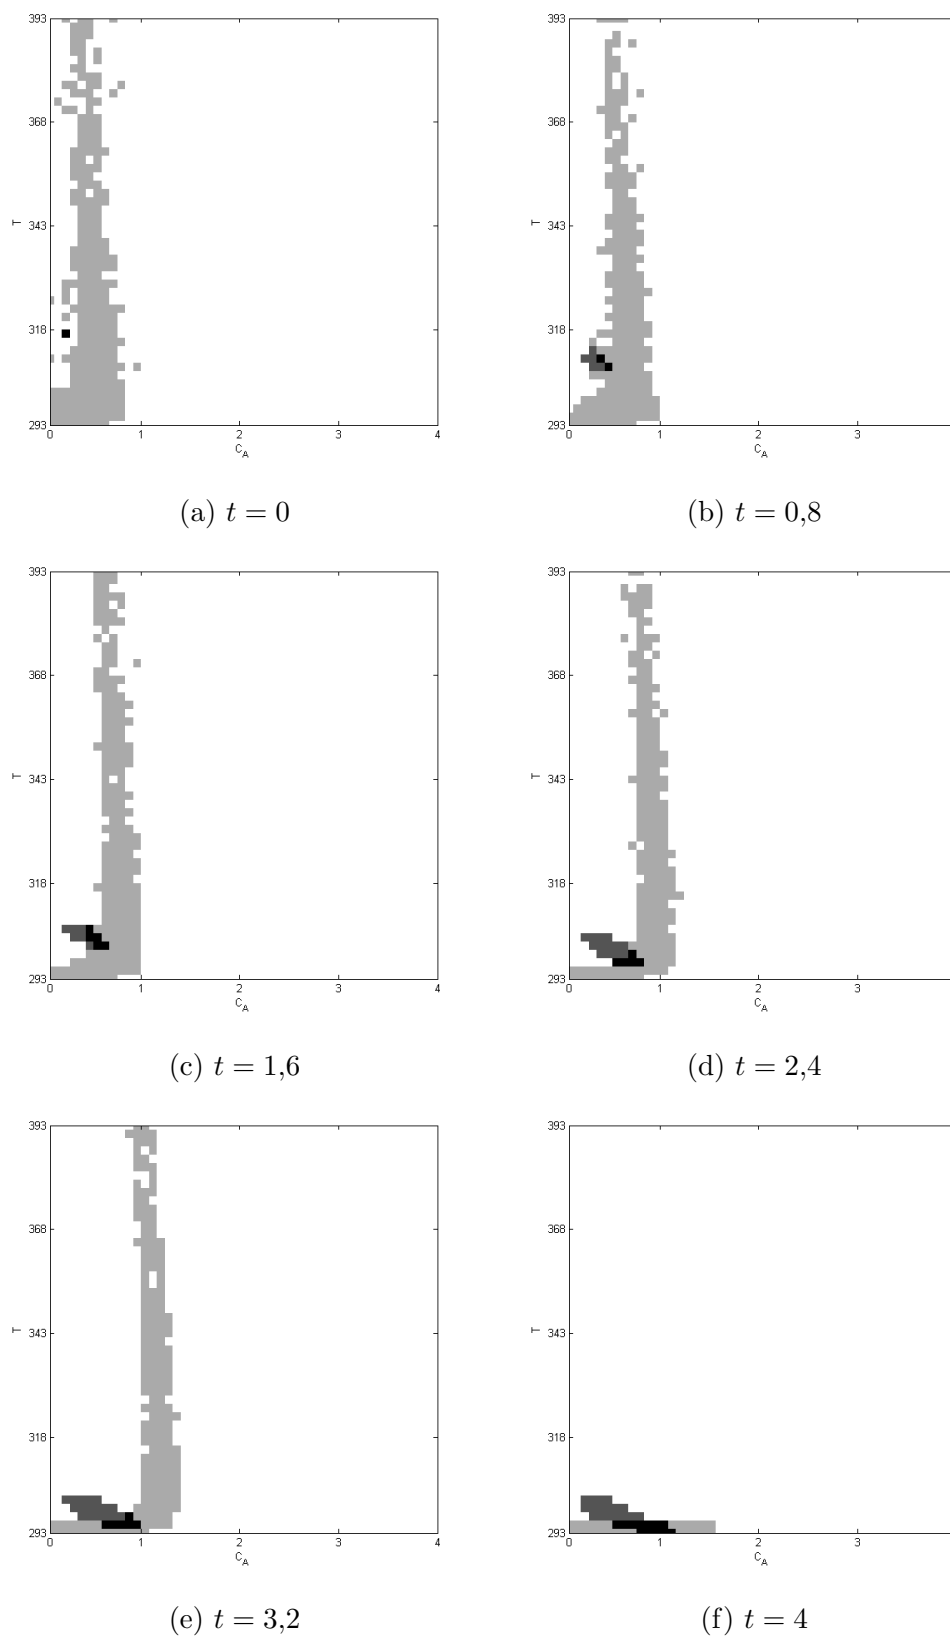 393
368
343
318
293
T
0 1 2 3 4
C_A
(a) t = 0
393
368
343
318
293
T
0 1 2 3
C_A
(b) t = 0,8
393
368
343
318
293
T
0 1 2 3 4
C_A
(c) t = 1,6
393
368
343
318
293
T
0 1 2 3
C_A
(d) t = 2,4
393
368
343
318
293
T
0 1 2 3 4
C_A
(e) t = 3,2
393
368
343
318
293
T
0 1 2 3
C_A
(f) t = 4